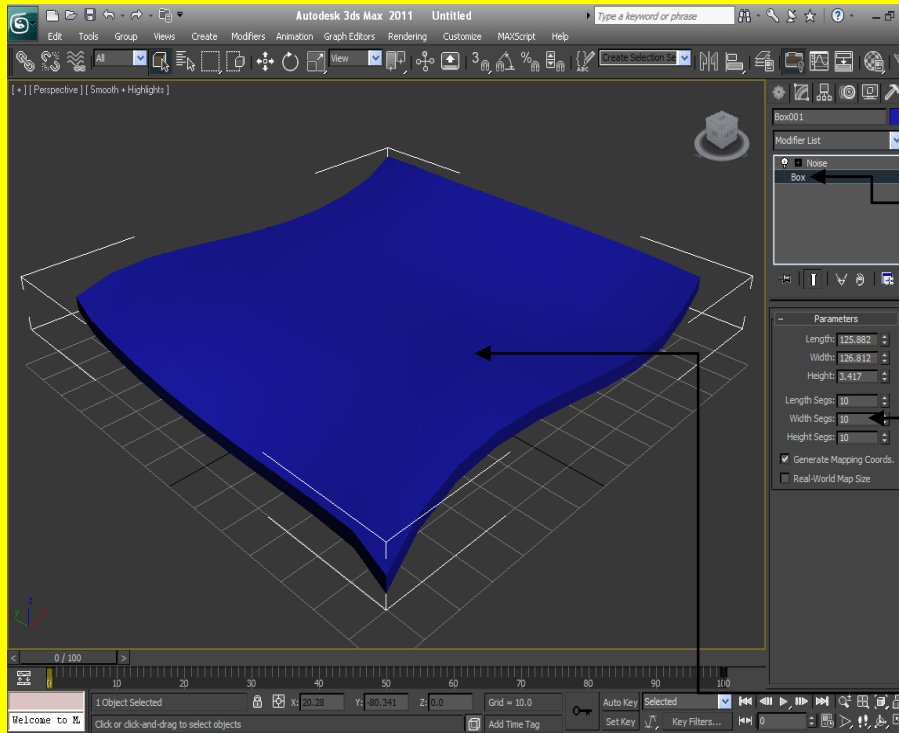 Autodesk 3ds Max 2011 Untitled
Type a keyword or phrase
Edit Tools Group Views Create Modifiers Animation Graph Editors Rendering Customize MAXScript Help
All
View
3
Create Selection Se
[ + ] [ Perspective ] [ Smooth + Highlights ]
Box001
Modifier List
Noise
Box
Parameters
Length: 125.882
Width: 126.812
Height: 3.417
Length Segs: 10
Width Segs: 10
Height Segs: 10
Generate Mapping Coords.
Real-World Map Size
z
y
x
< 0 / 100 >
0 10 20 30 40 50 60 70 80 90 100
1 Object Selected X: 20.28 Y: -80.341 Z: 0.0 Grid = 10.0 Auto Key Selected
Welcome to M. Click or click-and-drag to select objects Add Time Tag Set Key Key Filters... 0